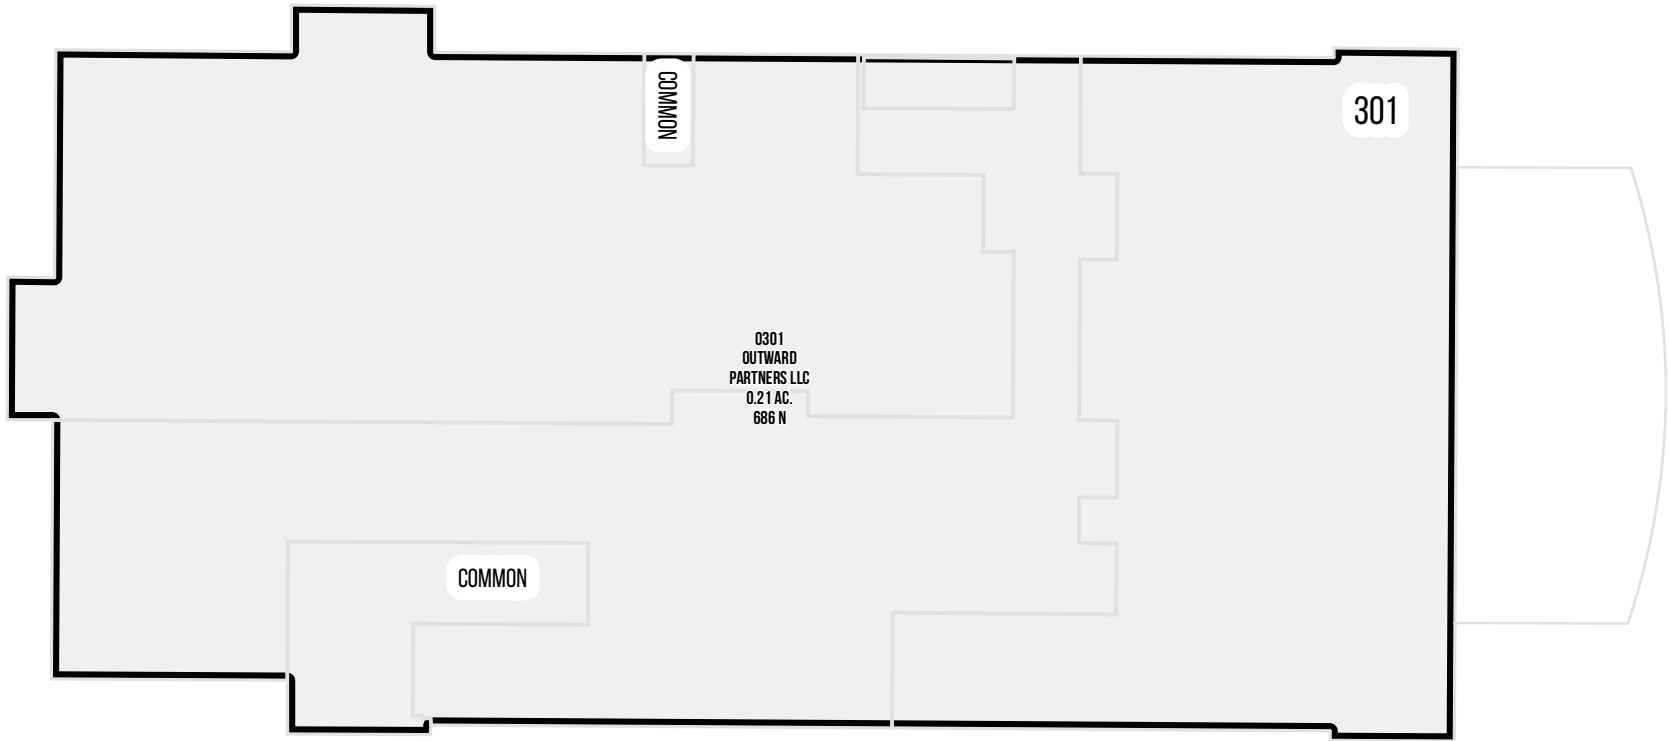 COMMON
301
0301
OUTWARD
PARTNERS LLC
0.21 AC.
686 N
COMMON